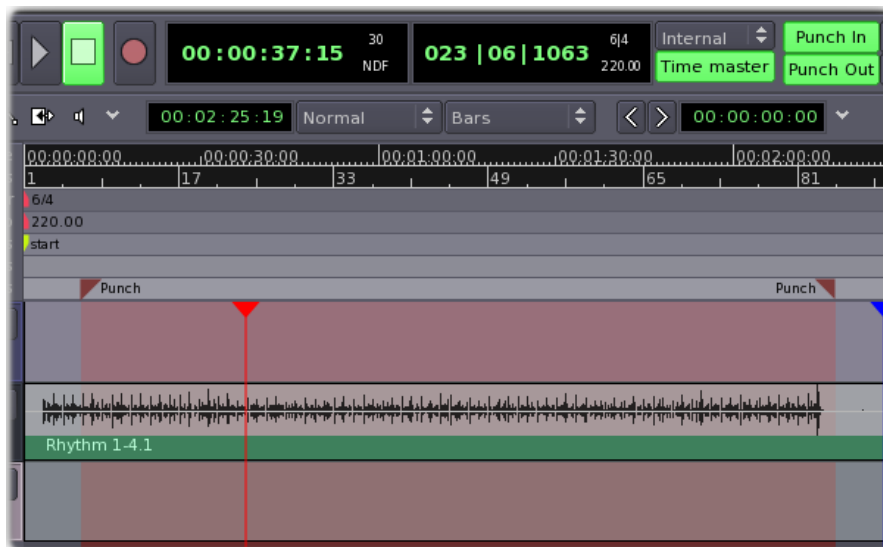 00:00:37:15 30 NDF 023|06|1063 6|4 220.00 Internal Time master Punch In Punch Out
00:02:25:19 Normal Bars 00:00:00:00
00:00:00:00 00:00:30:00 00:01:00:00 00:01:30:00 00:02:00:00
1 17 33 49 65 81
6/4
220.00
start
Punch Punch
Rhythm 1-4.1